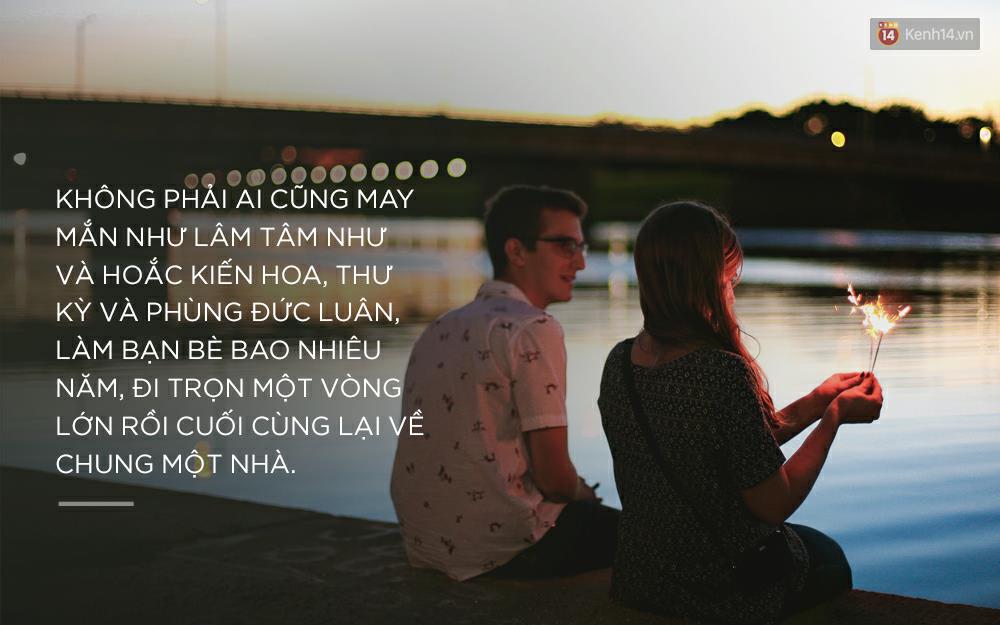 14 Kenh14.vn
KHÔNG PHẢI AI CŨNG MAY
MẮN NHƯ LÂM TÂM NHƯ
VÀ HOẮC KIẾN HOA, THƯ
KỲ VÀ PHÙNG ĐỨC LUÂN,
LÀM BẠN BÈ BAO NHIÊU
NĂM, ĐI TRỌN MỘT VÒNG
LỚN RỒI CUỐI CÙNG LẠI VỀ
CHUNG MỘT NHÀ.